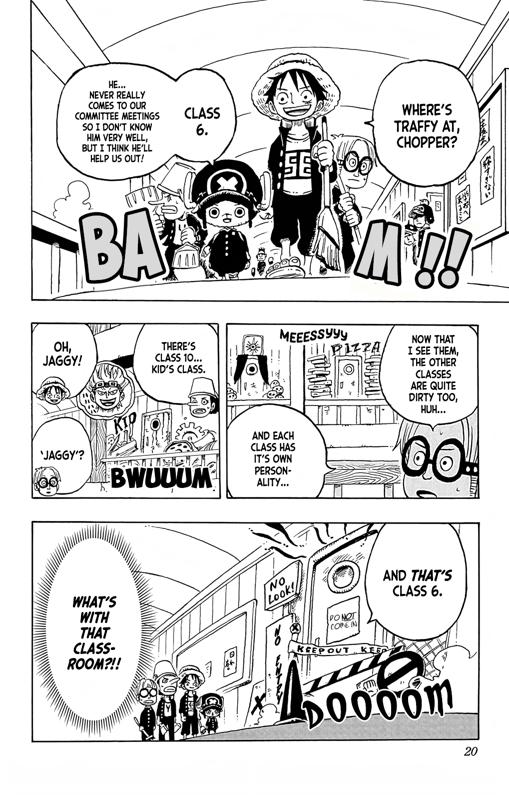 WHERE'S
TRAFFY AT,
CHOPPER?
CLASS
6.
HE...
NEVER REALLY
COMES TO OUR
COMMITTEE MEETINGS
SO I DON'T KNOW
HIM VERY WELL,
BUT I THINK HE'LL
HELP US OUT!
BA
M!!
NOW THAT
I SEE THEM,
THE OTHER
CLASSES
ARE QUITE
DIRTY TOO,
HUH...
MEEESSYYY
PIZZA
AND EACH
CLASS HAS
IT'S OWN
PERSON-
ALITY...
THERE'S
CLASS 10...
KID'S CLASS.
OH,
JAGGY!
KID
'JAGGY'?
BWUUUM
AND THAT'S
CLASS 6.
NO
LOOK!
DO NOT
COME IN
KEEP OUT KEEP
DOOOOM
WHAT'S
WITH
THAT
CLASS-
ROOM?!!
20